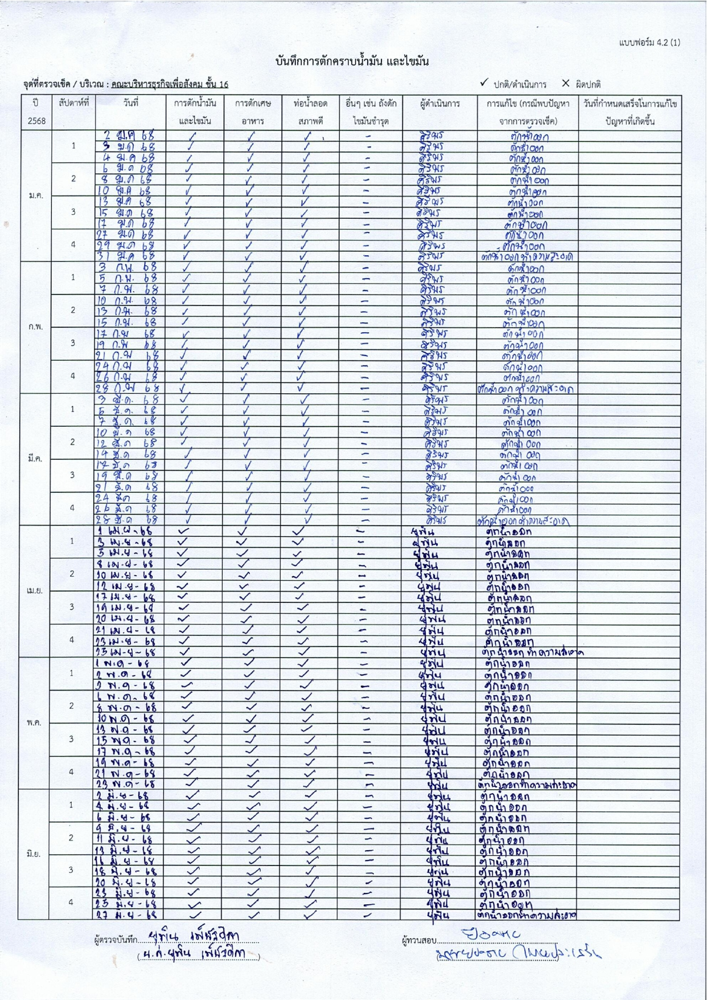 แบบฟอร์ม 4.2 (1)
บันทึกการตักคราบน้ำมัน และไขมัน
จุดที่ตรวจเช็ค / บริเวณ : คณะบริหารธุรกิจเพื่อสังคม ชั้น 16 ✓ ปกติ/ดำเนินการ ✕ ผิดปกติ
ปี 2568 สัปดาห์ที่ วันที่ การตักน้ำมันและไขมัน การตักเศษอาหาร ท่อน้ำลอดสภาพดี อื่นๆ เช่น ถังดักไขมันชำรุด ผู้ดำเนินการ การแก้ไข (กรณีพบปัญหาจากการตรวจเช็ค) วันที่กำหนดเสร็จในการแก้ไขปัญหาที่เกิดขึ้น
ม.ค.
1 2 ม.ค 68 ✓ ✓ ✓ - ศิริพร ตักน้ำออก
3 ม.ค 68 ✓ ✓ ✓ - ศิริพร ตักน้ำออก
4 ม.ค 68 ✓ ✓ ✓ - ศิริพร ตักน้ำออก
2 6 ม.ค 68 ✓ ✓ ✓ - ศิริพร ตักน้ำออก
8 ม.ค 68 ✓ ✓ ✓ - ศิริพร ตักน้ำออก
10 ม.ค 68 ✓ ✓ ✓ - ศิริพร ตักน้ำออก
3 13 ม.ค 68 ✓ ✓ ✓ - ศิริพร ตักน้ำออก
15 ม.ค 68 ✓ ✓ ✓ - ศิริพร ตักน้ำออก
17 ม.ค 68 ✓ ✓ ✓ - ศิริพร ตักน้ำออก
4 27 ม.ค 68 ✓ ✓ ✓ - ศิริพร ตักน้ำออก
29 ม.ค 68 ✓ ✓ ✓ - ศิริพร ตักน้ำออก
31 ม.ค 68 ✓ ✓ ✓ - ศิริพร ตักน้ำออก ทำความสะอาด
ก.พ.
1 3 ก.พ. 68 ✓ ✓ ✓ - ศิริพร ตักน้ำออก
5 ก.พ. 68 ✓ ✓ ✓ - ศิริพร ตักน้ำออก
7 ก.พ. 68 ✓ ✓ ✓ - ศิริพร ตักน้ำออก
2 10 ก.พ. 68 ✓ ✓ ✓ - ศิริพร ตักน้ำออก
13 ก.พ. 68 ✓ ✓ ✓ - ศิริพร ตักน้ำออก
15 ก.พ. 68 ✓ ✓ ✓ - ศิริพร ตักน้ำออก
3 17 ก.พ 68 ✓ ✓ ✓ - ศิริพร ตักน้ำออก
19 ก.พ 68 ✓ ✓ ✓ - ศิริพร ตักน้ำออก
21 ก.พ 68 ✓ ✓ ✓ - ศิริพร ตักน้ำออก
4 24 ก.พ 68 ✓ ✓ ✓ - ศิริพร ตักน้ำออก
26 ก.พ 68 ✓ ✓ ✓ - ศิริพร ตักน้ำออก
28 ก.พ 68 ✓ ✓ ✓ - ศิริพร ตักน้ำออก ทำความสะอาด
มี.ค.
1 3 มี.ค. 68 ✓ ✓ ✓ - ศิริพร ตักน้ำออก
5 มี.ค. 68 ✓ ✓ ✓ - ศิริพร ตักน้ำออก
7 มี.ค. 68 ✓ ✓ ✓ - ศิริพร ตักน้ำออก
2 10 มี.ค 68 ✓ ✓ ✓ - ศิริพร ตักน้ำออก
12 มี.ค 68 ✓ ✓ ✓ - ศิริพร ตักน้ำออก
14 มี.ค 68 ✓ ✓ ✓ - ศิริพร ตักน้ำออก
3 17 มี.ค 68 ✓ ✓ ✓ - ศิริพร ตักน้ำออก
19 มี.ค 68 ✓ ✓ ✓ - ศิริพร ตักน้ำออก
21 มี.ค 68 ✓ ✓ ✓ - ศิริพร ตักน้ำออก
4 24 มีค 68 ✓ ✓ ✓ - ศิริพร ตักน้ำออก
26 มี.ค 68 ✓ ✓ ✓ - ศิริพร ตักน้ำออก
28 มี.ค 68 ✓ ✓ ✓ - ศิริพร ตักน้ำออก ทำความสะอาด
เม.ย.
1 1 เม.ย - 68 ✓ ✓ ✓ - ยุพิน ตักน้ำออก
3 เม.ย - 68 ✓ ✓ ✓ - ยุพิน ตักน้ำออก
5 เม.ย - 68 ✓ ✓ ✓ - ยุพิน ตักน้ำออก
2 8 เม.ย - 68 ✓ ✓ ✓ - ยุพิน ตักน้ำออก
10 เม.ย - 68 ✓ ✓ ✓ - ยุพิน ตักน้ำออก
12 เม.ย - 68 ✓ ✓ ✓ - ยุพิน ตักน้ำออก
3 17 เม.ย - 68 ✓ ✓ ✓ - ยุพิน ตักน้ำออก
19 เม.ย - 68 ✓ ✓ ✓ - ยุพิน ตักน้ำออก
20 เม.ย - 68 ✓ ✓ ✓ - ยุพิน ตักน้ำออก
4 21 เม.ย - 68 ✓ ✓ ✓ - ยุพิน ตักน้ำออก
23 เม.ย - 68 ✓ ✓ ✓ - ยุพิน ตักน้ำออก
25 เม.ย - 68 ✓ ✓ ✓ - ยุพิน ตักน้ำออก ทำความสะอาด
พ.ค.
1 1 พ.ค - 68 ✓ ✓ ✓ - ยุพิน ตักน้ำออก
2 พ.ค - 68 ✓ ✓ ✓ - ยุพิน ตักน้ำออก
3 พ.ค - 68 ✓ ✓ ✓ - ยุพิน ตักน้ำออก
2 6 พ.ค - 68 ✓ ✓ ✓ - ยุพิน ตักน้ำออก
8 พ.ค - 68 ✓ ✓ ✓ - ยุพิน ตักน้ำออก
10 พ.ค - 68 ✓ ✓ ✓ - ยุพิน ตักน้ำออก
3 13 พ.ค - 68 ✓ ✓ ✓ - ยุพิน ตักน้ำออก
15 พ.ค - 68 ✓ ✓ ✓ - ยุพิน ตักน้ำออก
17 พ.ค - 68 ✓ ✓ ✓ - ยุพิน ตักน้ำออก
4 19 พ.ค - 68 ✓ ✓ ✓ - ยุพิน ตักน้ำออก
21 พ.ค - 68 ✓ ✓ ✓ - ยุพิน ตักน้ำออก
23 พ.ค - 68 ✓ ✓ ✓ - ยุพิน ตักน้ำออกทำความสะอาด
มิ.ย.
1 2 มิ.ย - 68 ✓ ✓ ✓ - ยุพิน ตักน้ำออก
4 มิ.ย - 68 ✓ ✓ ✓ - ยุพิน ตักน้ำออก
6 มิ.ย - 68 ✓ ✓ ✓ - ยุพิน ตักน้ำออก
2 9 มิ.ย - 68 ✓ ✓ ✓ - ยุพิน ตักน้ำออก
11 มิ.ย - 68 ✓ ✓ ✓ - ยุพิน ตักน้ำออก
13 มิ.ย - 68 ✓ ✓ ✓ - ยุพิน ตักน้ำออก
3 16 มิ.ย - 68 ✓ ✓ ✓ - ยุพิน ตักน้ำออก
18 มิ.ย - 68 ✓ ✓ ✓ - ยุพิน ตักน้ำออก
20 มิ.ย - 68 ✓ ✓ ✓ - ยุพิน ตักน้ำออก
4 23 มิ.ย - 68 ✓ ✓ ✓ - ยุพิน ตักน้ำออก
25 มิ.ย - 68 ✓ ✓ ✓ - ยุพิน ตักน้ำออก
27 มิ.ย - 68 ✓ ✓ ✓ - ยุพิน ตักน้ำออกทำความสะอาด
ผู้ตรวจบันทึก ยุพิน ผู้ทวนสอบ
(น.ส.ยุพิน